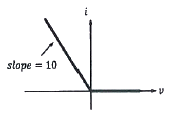 i
slope = 10
v